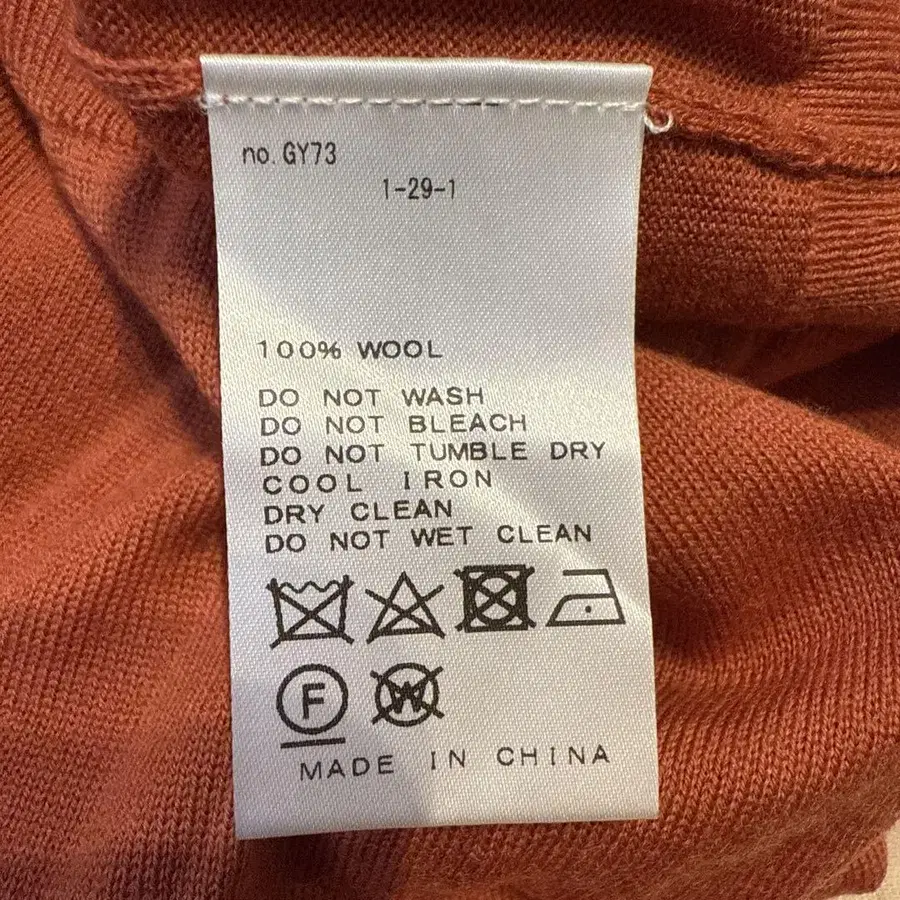 no. GY73
1-29-1
100% WOOL
DO NOT WASH
DO NOT BLEACH
DO NOT TUMBLE DRY
COOL IRON
DRY CLEAN
DO NOT WET CLEAN
F W
MADE IN CHINA